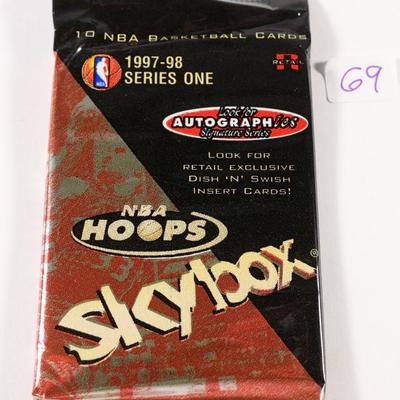 10 NBA BASKETBALL CARDS
1997-98
SERIES ONE
NBA
RETAIL
69
Look for
AUTOGRAPHics
Signature Series
LOOK FOR
RETAIL EXCLUSIVE
DISH 'N' SWISH
INSERT CARDS!
NBA
HOOPS
SKYbox®